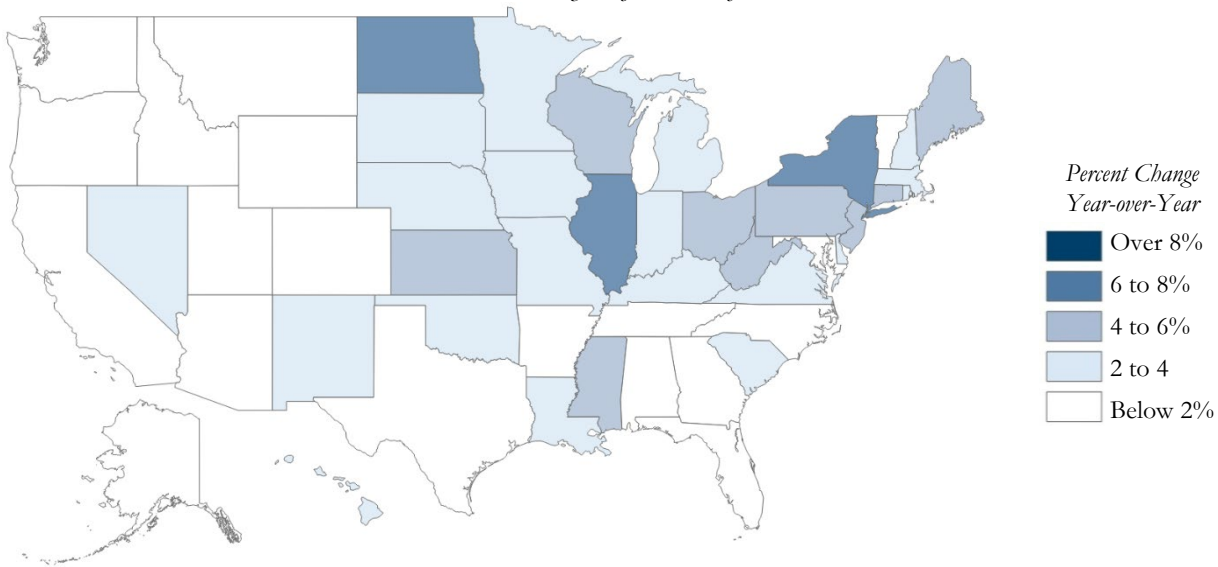 Percent Change
Year-over-Year
Over 8%
6 to 8%
4 to 6%
2 to 4
Below 2%